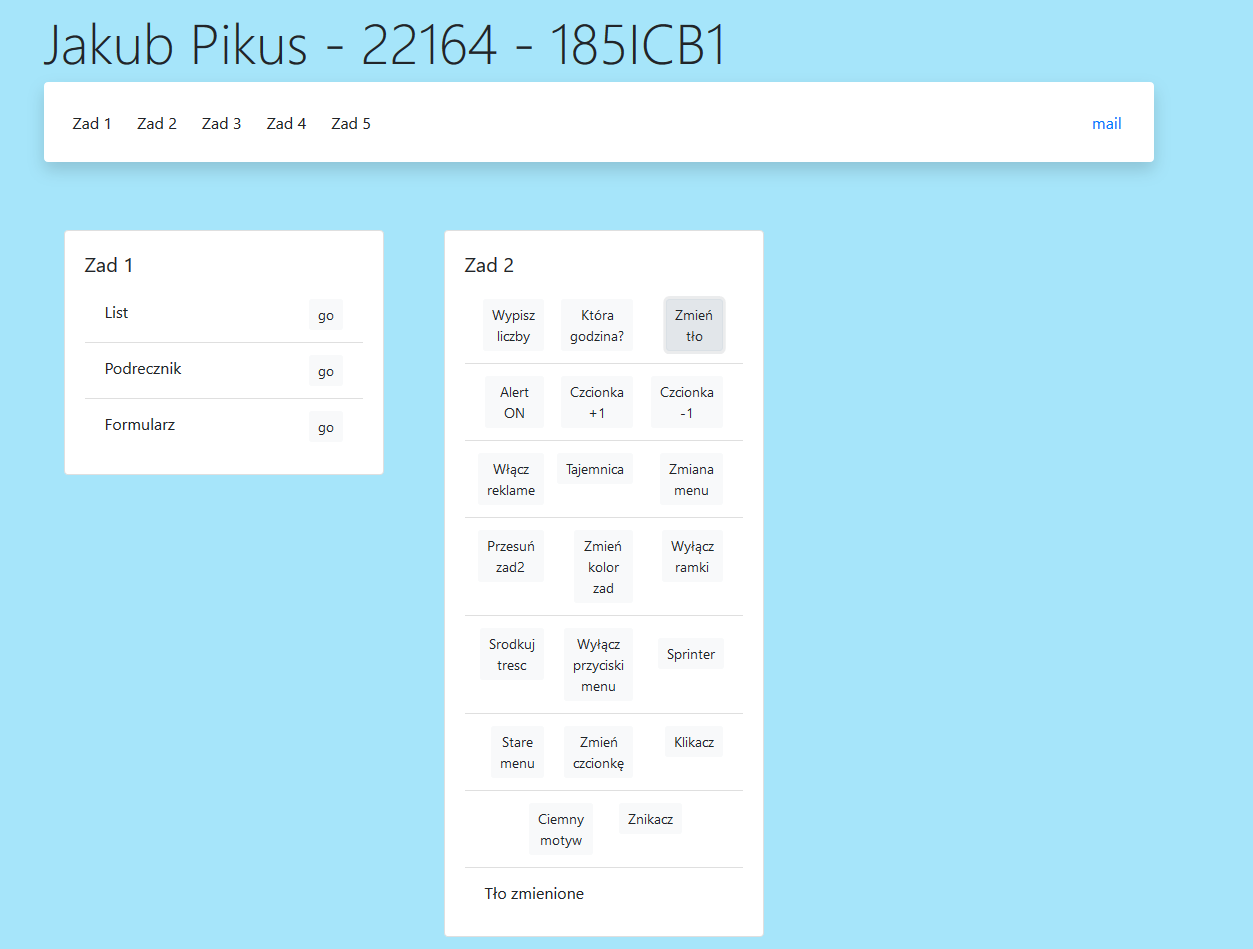 Jakub Pikus - 22164 - 185ICB1
Zad 1 Zad 2 Zad 3 Zad 4 Zad 5 mail
Zad 1
List go
Podrecznik go
Formularz go
Zad 2
Wypisz liczby
Która godzina?
Zmień tło
Alert ON
Czcionka +1
Czcionka -1
Włącz reklame
Tajemnica
Zmiana menu
Przesuń zad2
Zmień kolor zad
Wyłącz ramki
Srodkuj tresc
Wyłącz przyciski menu
Sprinter
Stare menu
Zmień czcionkę
Klikacz
Ciemny motyw
Znikacz
Tło zmienione